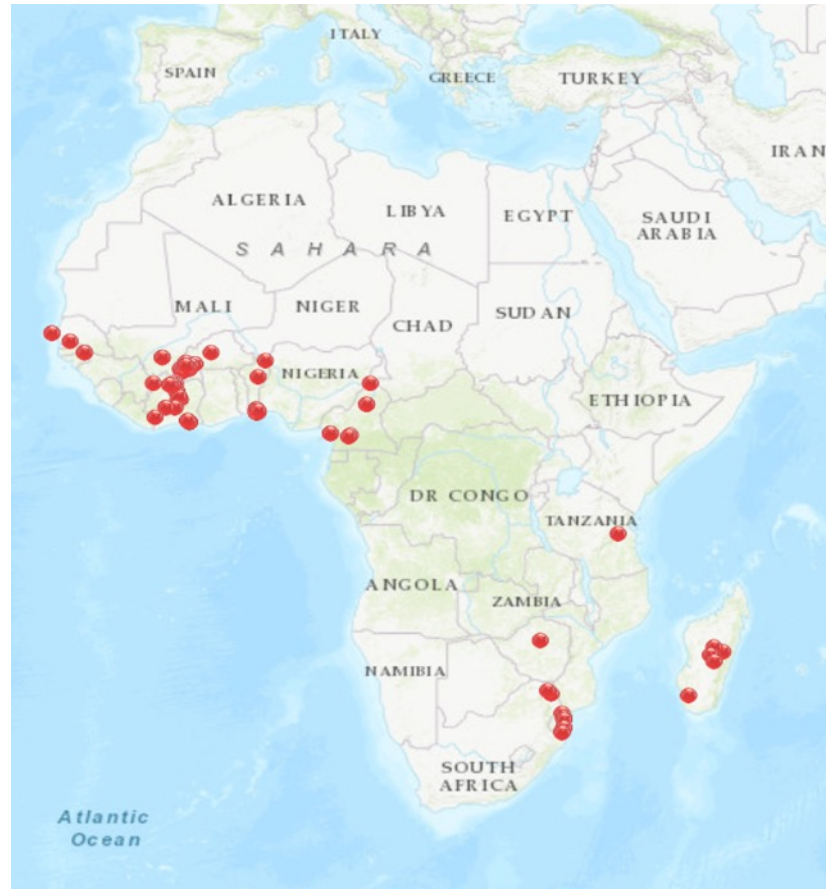 ITALY
SPAIN
GREECE
TURKEY
IRAN
ALGERIA
LIBYA
EGYPT
SAUDI
ARABIA
S A H A R A
MALI
NIGER
CHAD
SUDAN
NIGERIA
ETHIOPIA
DR CONGO
TANZANIA
ANGOLA
ZAMBIA
NAMIBIA
SOUTH
AFRICA
Atlantic
Ocean